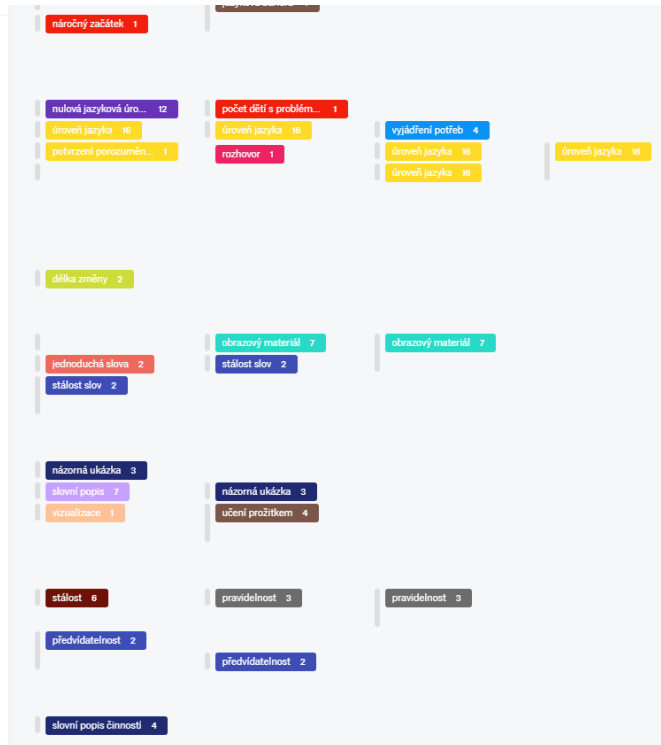 náročný začátek 1
nulová jazyková úro... 12
počet dětí s problém... 1
úroveň jazyka 16
úroveň jazyka 16
vyjádření potřeb 4
potvrzení porozuměn... 1
rozhovor 1
úroveň jazyka 16
úroveň jazyka 16
úroveň jazyka 16
délka změny 2
obrazový materiál 7
obrazový materiál 7
jednoduchá slova 2
stálost slov 2
stálost slov 2
názorná ukázka 3
slovní popis 7
názorná ukázka 3
vizualizace 1
učení prožitkem 4
stálost 6
pravidelnost 3
pravidelnost 3
předvídatelnost 2
předvídatelnost 2
slovní popis činností 4